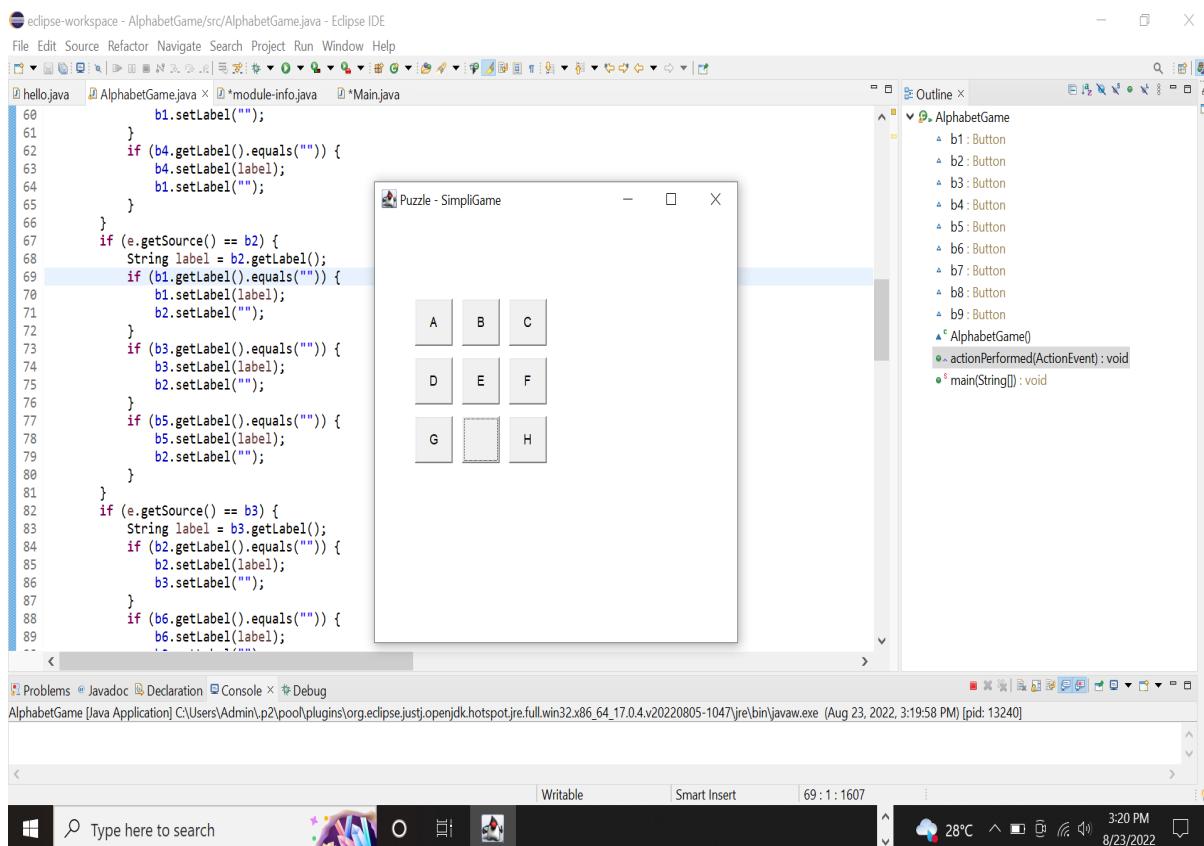 eclipse-workspace - AlphabetGame/src/AlphabetGame.java - Eclipse IDE
File Edit Source Refactor Navigate Search Project Run Window Help
hello.java AlphabetGame.java *module-info.java *Main.java
60 b1.setLabel("");
61 }
62 if (b4.getLabel().equals("")) {
63 b4.setLabel(label);
64 b1.setLabel("");
65 }
66 }
67 if (e.getSource() == b2) {
68 String label = b2.getLabel();
69 if (b1.getLabel().equals("")) {
70 b1.setLabel(label);
71 b2.setLabel("");
72 }
73 if (b3.getLabel().equals("")) {
74 b3.setLabel(label);
75 b2.setLabel("");
76 }
77 if (b5.getLabel().equals("")) {
78 b5.setLabel(label);
79 b2.setLabel("");
80 }
81 }
82 if (e.getSource() == b3) {
83 String label = b3.getLabel();
84 if (b2.getLabel().equals("")) {
85 b2.setLabel(label);
86 b3.setLabel("");
87 }
88 if (b6.getLabel().equals("")) {
89 b6.setLabel(label);
Puzzle - SimpliGame
A B C
D E F
G H
Outline
AlphabetGame
b1 : Button
b2 : Button
b3 : Button
b4 : Button
b5 : Button
b6 : Button
b7 : Button
b8 : Button
b9 : Button
AlphabetGame()
actionPerformed(ActionEvent) : void
main(String[]) : void
Problems Javadoc Declaration Console Debug
AlphabetGame [Java Application] C:\Users\Admin\.p2\pool\plugins\org.eclipse.justj.openjdk.hotspot.jre.full.win32.x86_64_17.0.4.v20220805-1047\jre\bin\javaw.exe (Aug 23, 2022, 3:19:58 PM) [pid: 13240]
Writable Smart Insert 69 : 1 : 1607
Type here to search
28°C
3:20 PM
8/23/2022